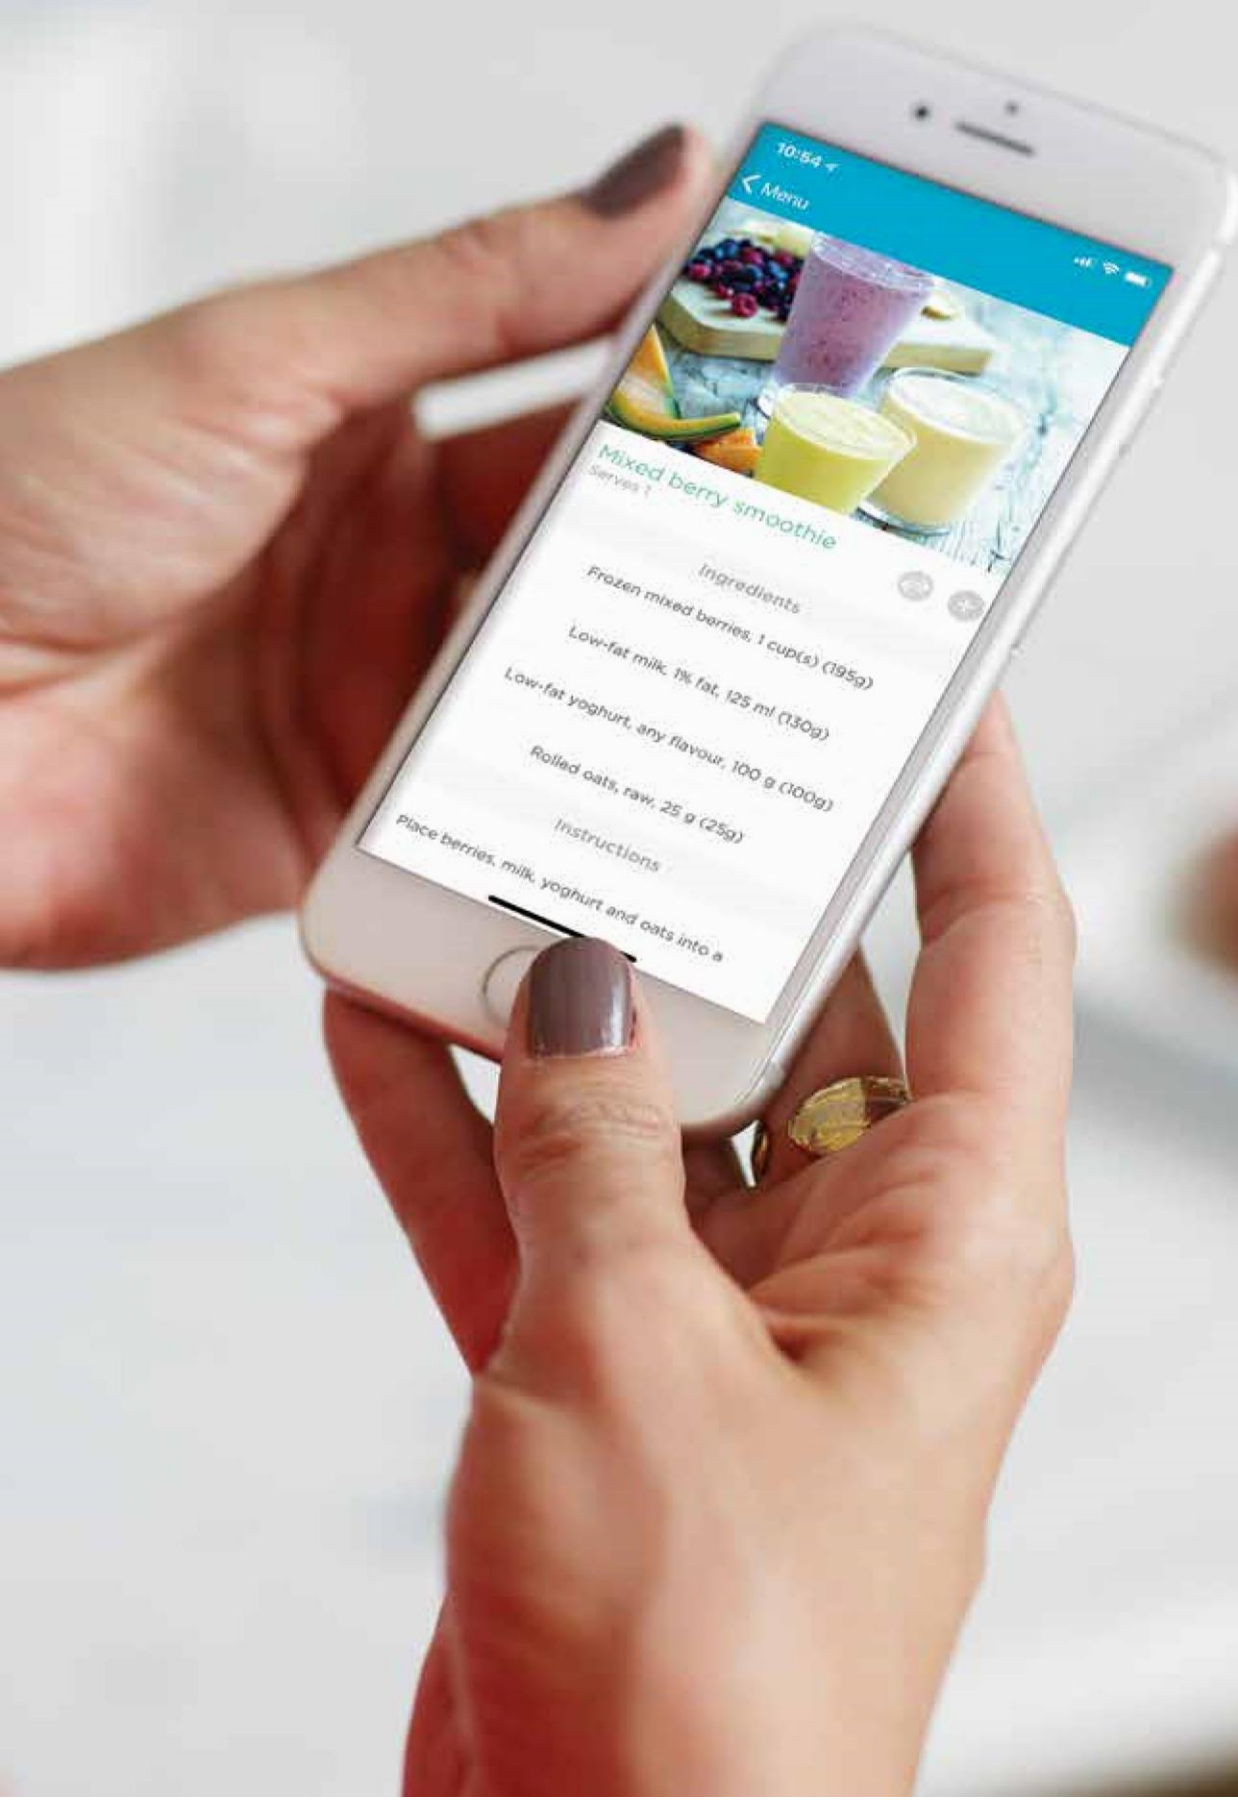 10:54
Menu
Mixed berry smoothie
Serves 1
Ingredients
Frozen mixed berries, 1 cup(s) (195g)
Low-fat milk, 1% fat, 125 ml (130g)
Low-fat yoghurt, any flavour, 100 g (100g)
Rolled oats, raw, 25 g (25g)
Instructions
Place berries, milk, yoghurt and oats into a